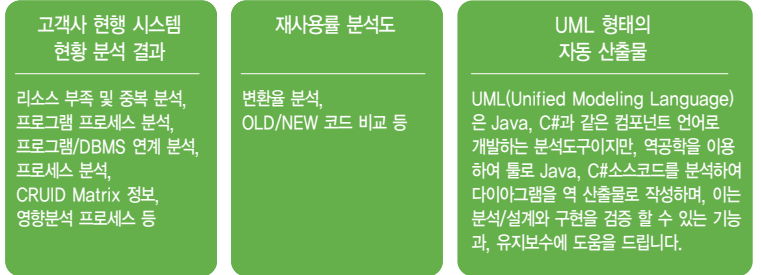 고객사 현행 시스템
현황 분석 결과
리소스 부족 및 중복 분석,
프로그램 프로세스 분석,
프로그램/DBMS 연계 분석,
프로세스 분석,
CRUID Matrix 정보,
영향분석 프로세스 등
재사용률 분석도
변환율 분석,
OLD/NEW 코드 비교 등
UML 형태의
자동 산출물
UML(Unified Modeling Language)
은 Java, C#과 같은 컴포넌트 언어로
개발하는 분석도구이지만, 역공학을 이용
하여 툴로 Java, C#소스코드를 분석하여
다이아그램을 역 산출물로 작성하며, 이는
분석/설계와 구현을 검증 할 수 있는 기능
과, 유지보수에 도움을 드립니다.